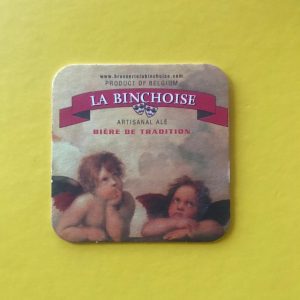 www.brasserielabinchoise.com
PRODUCT OF BELGIUM
LA BINCHOISE
ARTISANAL ALE
BIÈRE DE TRADITION